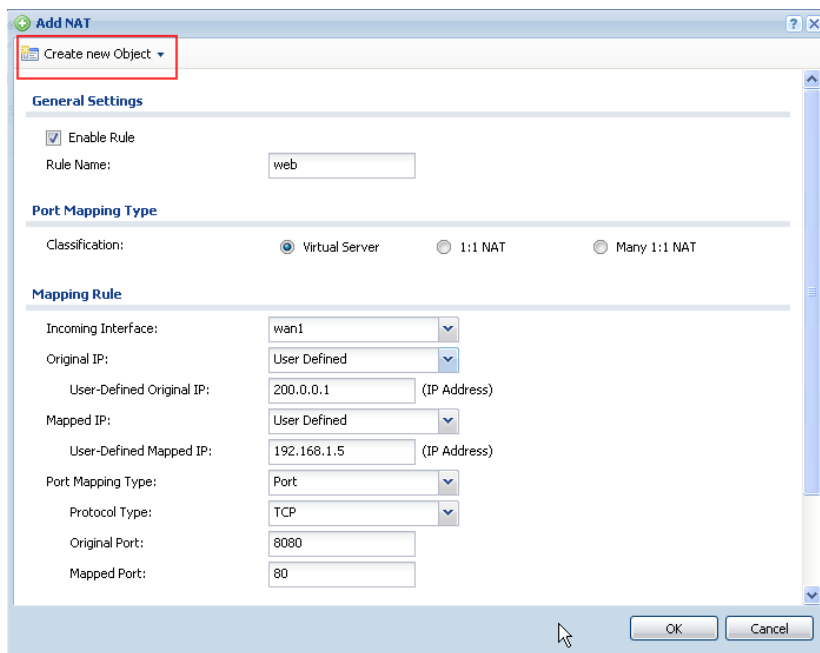 Add NAT
Create new Object
General Settings
Enable Rule
Rule Name: web
Port Mapping Type
Classification: Virtual Server 1:1 NAT Many 1:1 NAT
Mapping Rule
Incoming Interface: wan1
Original IP: User Defined
User-Defined Original IP: 200.0.0.1 (IP Address)
Mapped IP: User Defined
User-Defined Mapped IP: 192.168.1.5 (IP Address)
Port Mapping Type: Port
Protocol Type: TCP
Original Port: 8080
Mapped Port: 80
OK Cancel